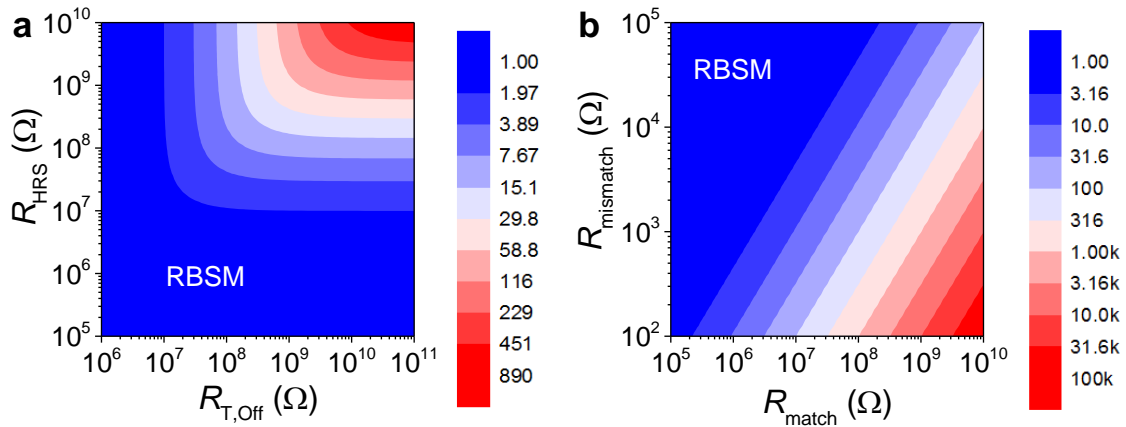 a
10^10
10^9
10^8
10^7
10^6
10^5
R_HRS (Ω)
RBSM
10^6 10^7 10^8 10^9 10^10 10^11
R_T,Off (Ω)
1.00
1.97
3.89
7.67
15.1
29.8
58.8
116
229
451
890
b
10^5
10^4
10^3
10^2
R_mismatch (Ω)
RBSM
10^5 10^6 10^7 10^8 10^9 10^10
R_match (Ω)
1.00
3.16
10.0
31.6
100
316
1.00k
3.16k
10.0k
31.6k
100k